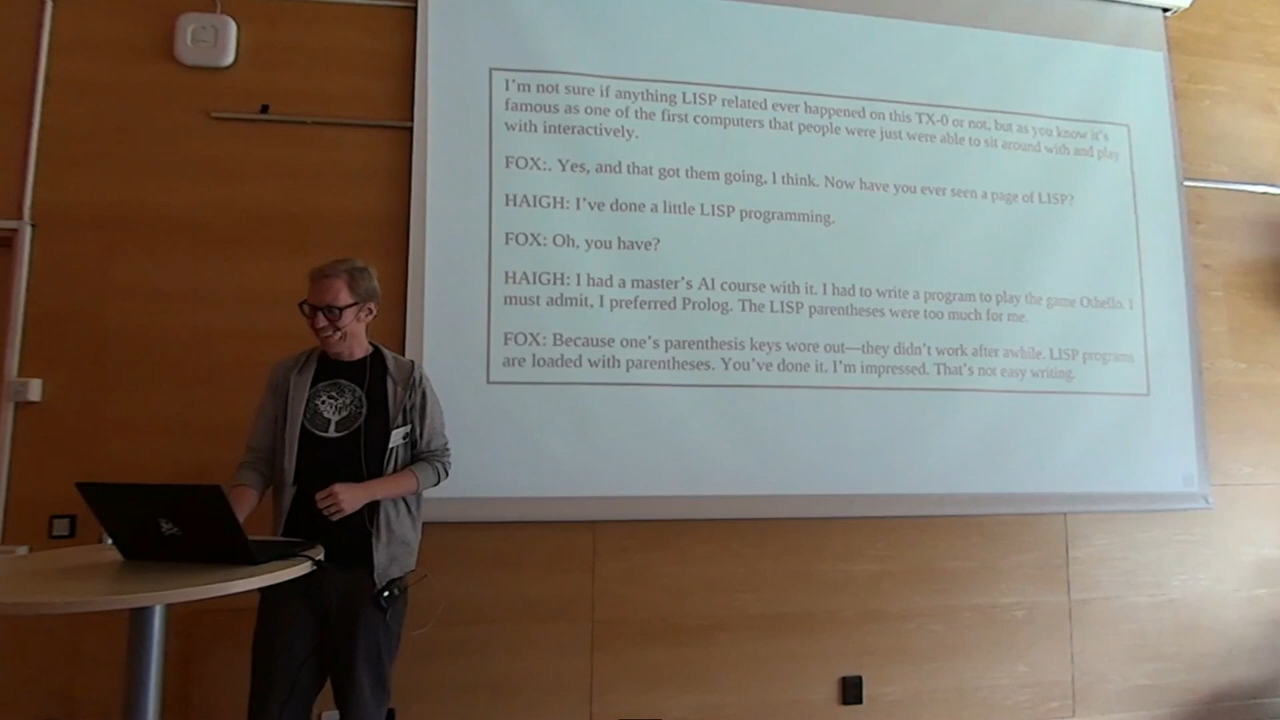 I'm not sure if anything LISP related ever happened on this TX-0 or not, but as you know it's
famous as one of the first computers that people were just were able to sit around with and play
with interactively.
FOX:. Yes, and that got them going, I think. Now have you ever seen a page of LISP?
HAIGH: I've done a little LISP programming.
FOX: Oh, you have?
HAIGH: I had a master's AI course with it. I had to write a program to play the game Othello. I
must admit, I preferred Prolog. The LISP parentheses were too much for me.
FOX: Because one's parenthesis keys wore out—they didn't work after awhile. LISP programs
are loaded with parentheses. You've done it. I'm impressed. That's not easy writing.